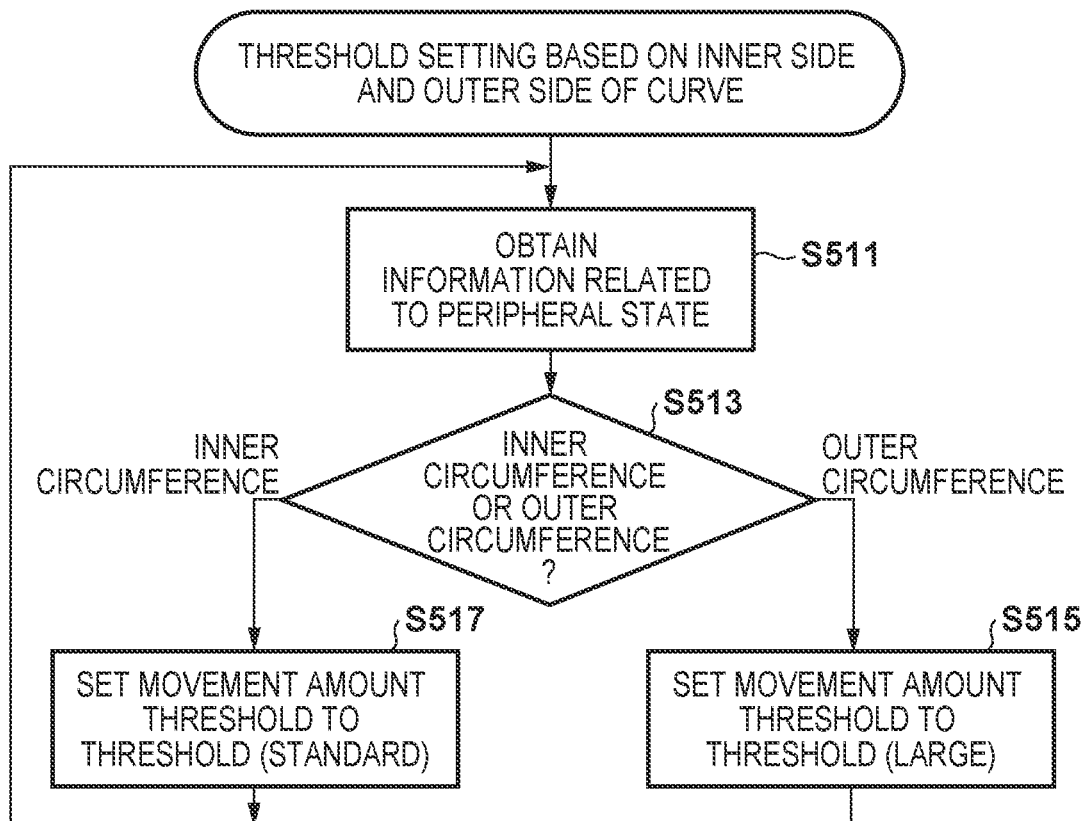 THRESHOLD SETTING BASED ON INNER SIDE
AND OUTER SIDE OF CURVE
OBTAIN
INFORMATION RELATED
TO PERIPHERAL STATE
S511
S513
INNER
CIRCUMFERENCE
INNER
CIRCUMFERENCE
OR OUTER
CIRCUMFERENCE
?
OUTER
CIRCUMFERENCE
S517
SET MOVEMENT AMOUNT
THRESHOLD TO
THRESHOLD (STANDARD)
S515
SET MOVEMENT AMOUNT
THRESHOLD TO
THRESHOLD (LARGE)